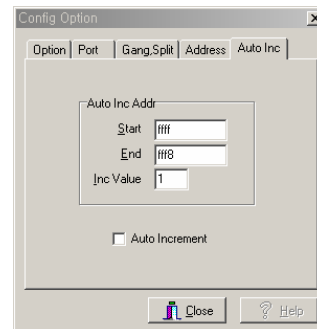 Config Option
Option Port Gang,Split Address Auto Inc
Auto Inc Addr
Start ffff
End fff8
Inc Value 1
Auto Increment
Close Help